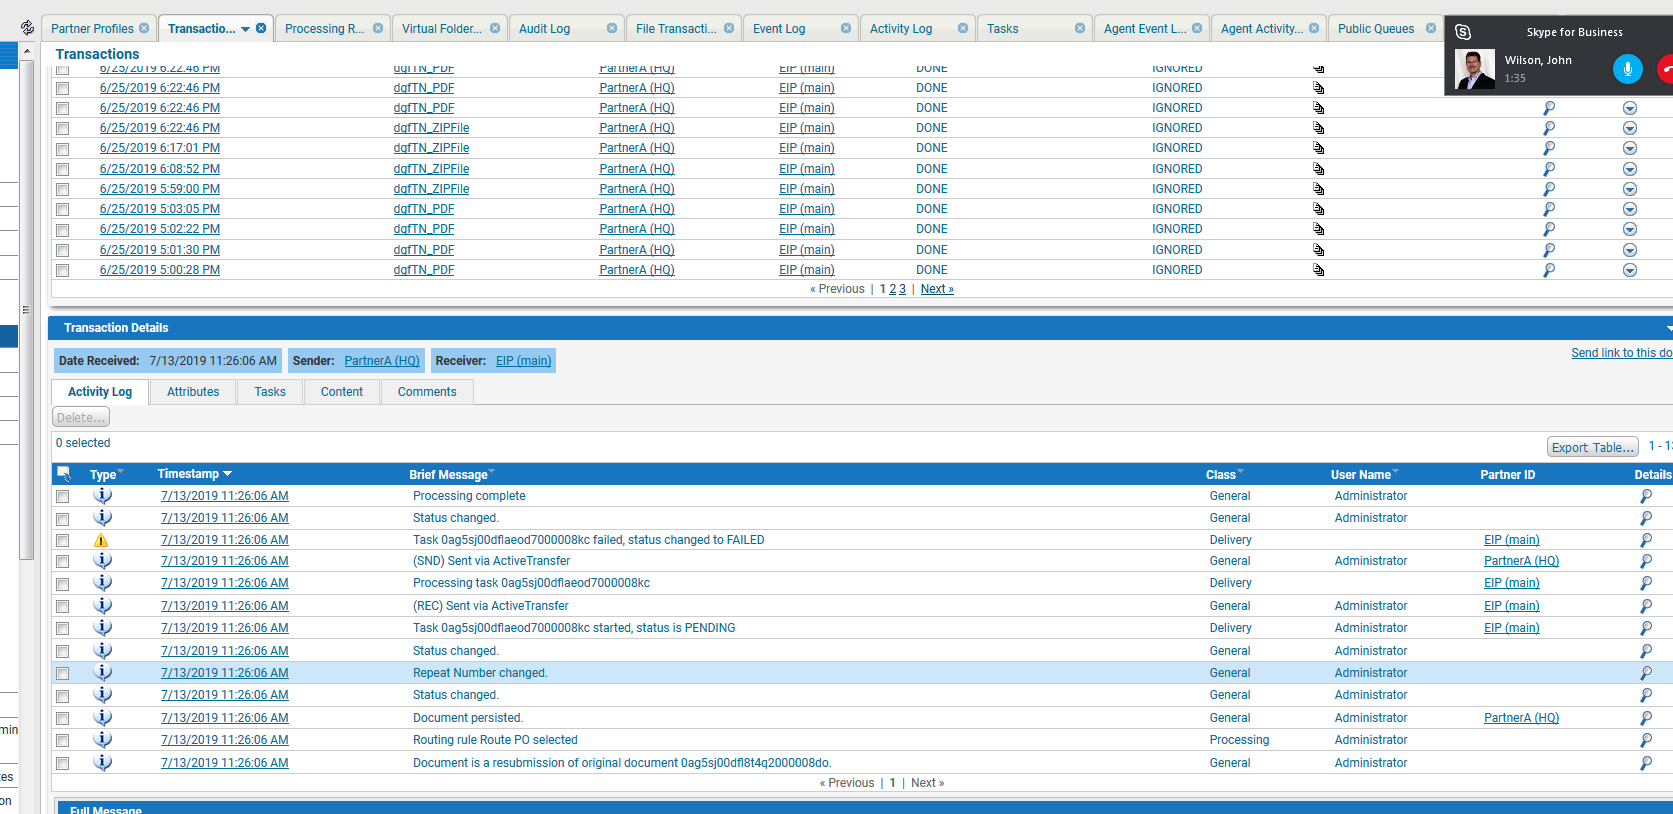 Partner Profiles Transactio... Processing R... Virtual Folder... Audit Log File Transacti... Event Log Activity Log Tasks Agent Event L... Agent Activity... Public Queues
Skype for Business
Wilson, John
1:35
Transactions
6/25/2019 6:22:46 PM dgfTN_PDF PartnerA (HQ) EIP (main) DONE IGNORED
6/25/2019 6:22:46 PM dgfTN_PDF PartnerA (HQ) EIP (main) DONE IGNORED
6/25/2019 6:22:46 PM dgfTN_PDF PartnerA (HQ) EIP (main) DONE IGNORED
6/25/2019 6:22:46 PM dgfTN_ZIPFile PartnerA (HQ) EIP (main) DONE IGNORED
6/25/2019 6:17:01 PM dgfTN_ZIPFile PartnerA (HQ) EIP (main) DONE IGNORED
6/25/2019 6:08:52 PM dgfTN_ZIPFile PartnerA (HQ) EIP (main) DONE IGNORED
6/25/2019 5:59:00 PM dgfTN_ZIPFile PartnerA (HQ) EIP (main) DONE IGNORED
6/25/2019 5:03:05 PM dgfTN_PDF PartnerA (HQ) EIP (main) DONE IGNORED
6/25/2019 5:02:22 PM dgfTN_PDF PartnerA (HQ) EIP (main) DONE IGNORED
6/25/2019 5:01:30 PM dgfTN_PDF PartnerA (HQ) EIP (main) DONE IGNORED
6/25/2019 5:00:28 PM dgfTN_PDF PartnerA (HQ) EIP (main) DONE IGNORED
« Previous | 1 2 3 | Next »
Transaction Details
Date Received: 7/13/2019 11:26:06 AM Sender: PartnerA (HQ) Receiver: EIP (main)
Send link to this do
Activity Log Attributes Tasks Content Comments
Delete...
0 selected
Export Table... 1 - 13
Type Timestamp Brief Message Class User Name Partner ID Details
7/13/2019 11:26:06 AM Processing complete General Administrator
7/13/2019 11:26:06 AM Status changed. General Administrator
7/13/2019 11:26:06 AM Task 0ag5sj00dflaeod7000008kc failed, status changed to FAILED Delivery EIP (main)
7/13/2019 11:26:06 AM (SND) Sent via ActiveTransfer General Administrator PartnerA (HQ)
7/13/2019 11:26:06 AM Processing task 0ag5sj00dflaeod7000008kc Delivery EIP (main)
7/13/2019 11:26:06 AM (REC) Sent via ActiveTransfer General Administrator EIP (main)
7/13/2019 11:26:06 AM Task 0ag5sj00dflaeod7000008kc started, status is PENDING Delivery Administrator EIP (main)
7/13/2019 11:26:06 AM Status changed. General Administrator
7/13/2019 11:26:06 AM Repeat Number changed. General Administrator
7/13/2019 11:26:06 AM Status changed. General Administrator
7/13/2019 11:26:06 AM Document persisted. General Administrator PartnerA (HQ)
7/13/2019 11:26:06 AM Routing rule Route PO selected Processing Administrator
7/13/2019 11:26:06 AM Document is a resubmission of original document 0ag5sj00dfl8t4q2000008do. General Administrator
« Previous | 1 | Next »
min
tes
on
Full Message